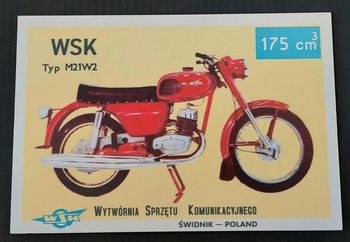 WSK
Typ M21W2
175 cm³
WSK
WYTWÓRNIA SPRZĘTU KOMUNIKACYJNEGO
ŚWIDNIK — POLAND